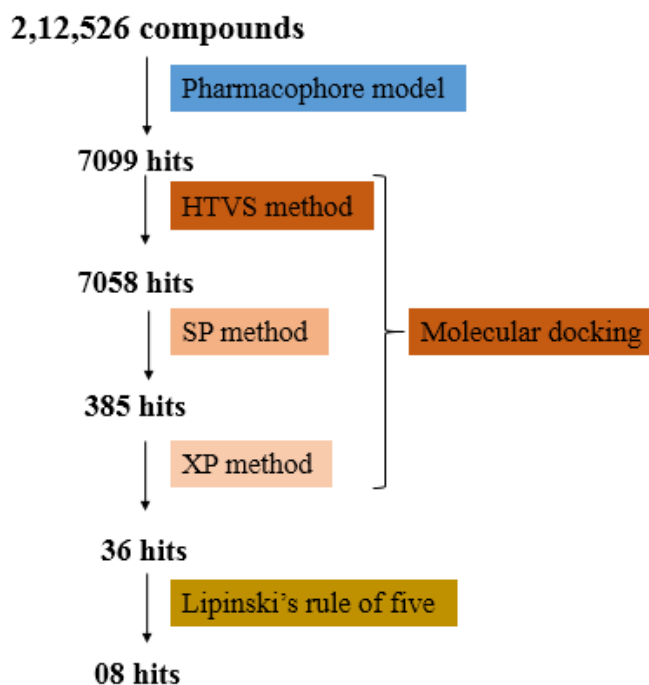 2,12,526 compounds
Pharmacophore model
7099 hits
HTVS method
7058 hits
SP method
Molecular docking
385 hits
XP method
36 hits
Lipinski’s rule of five
08 hits